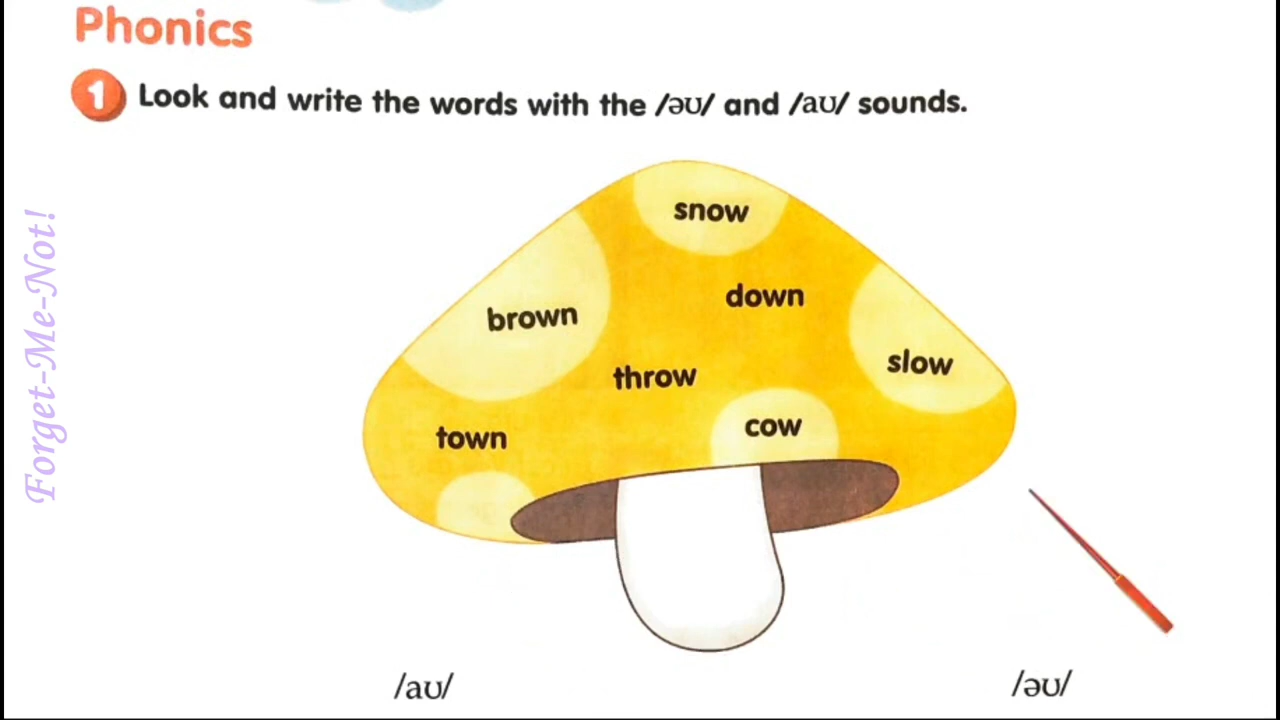 Phonics
1 Look and write the words with the /əʊ/ and /aʊ/ sounds.
snow
down
brown
slow
throw
cow
town
/aʊ/
/əʊ/
Forget-Me-Not!